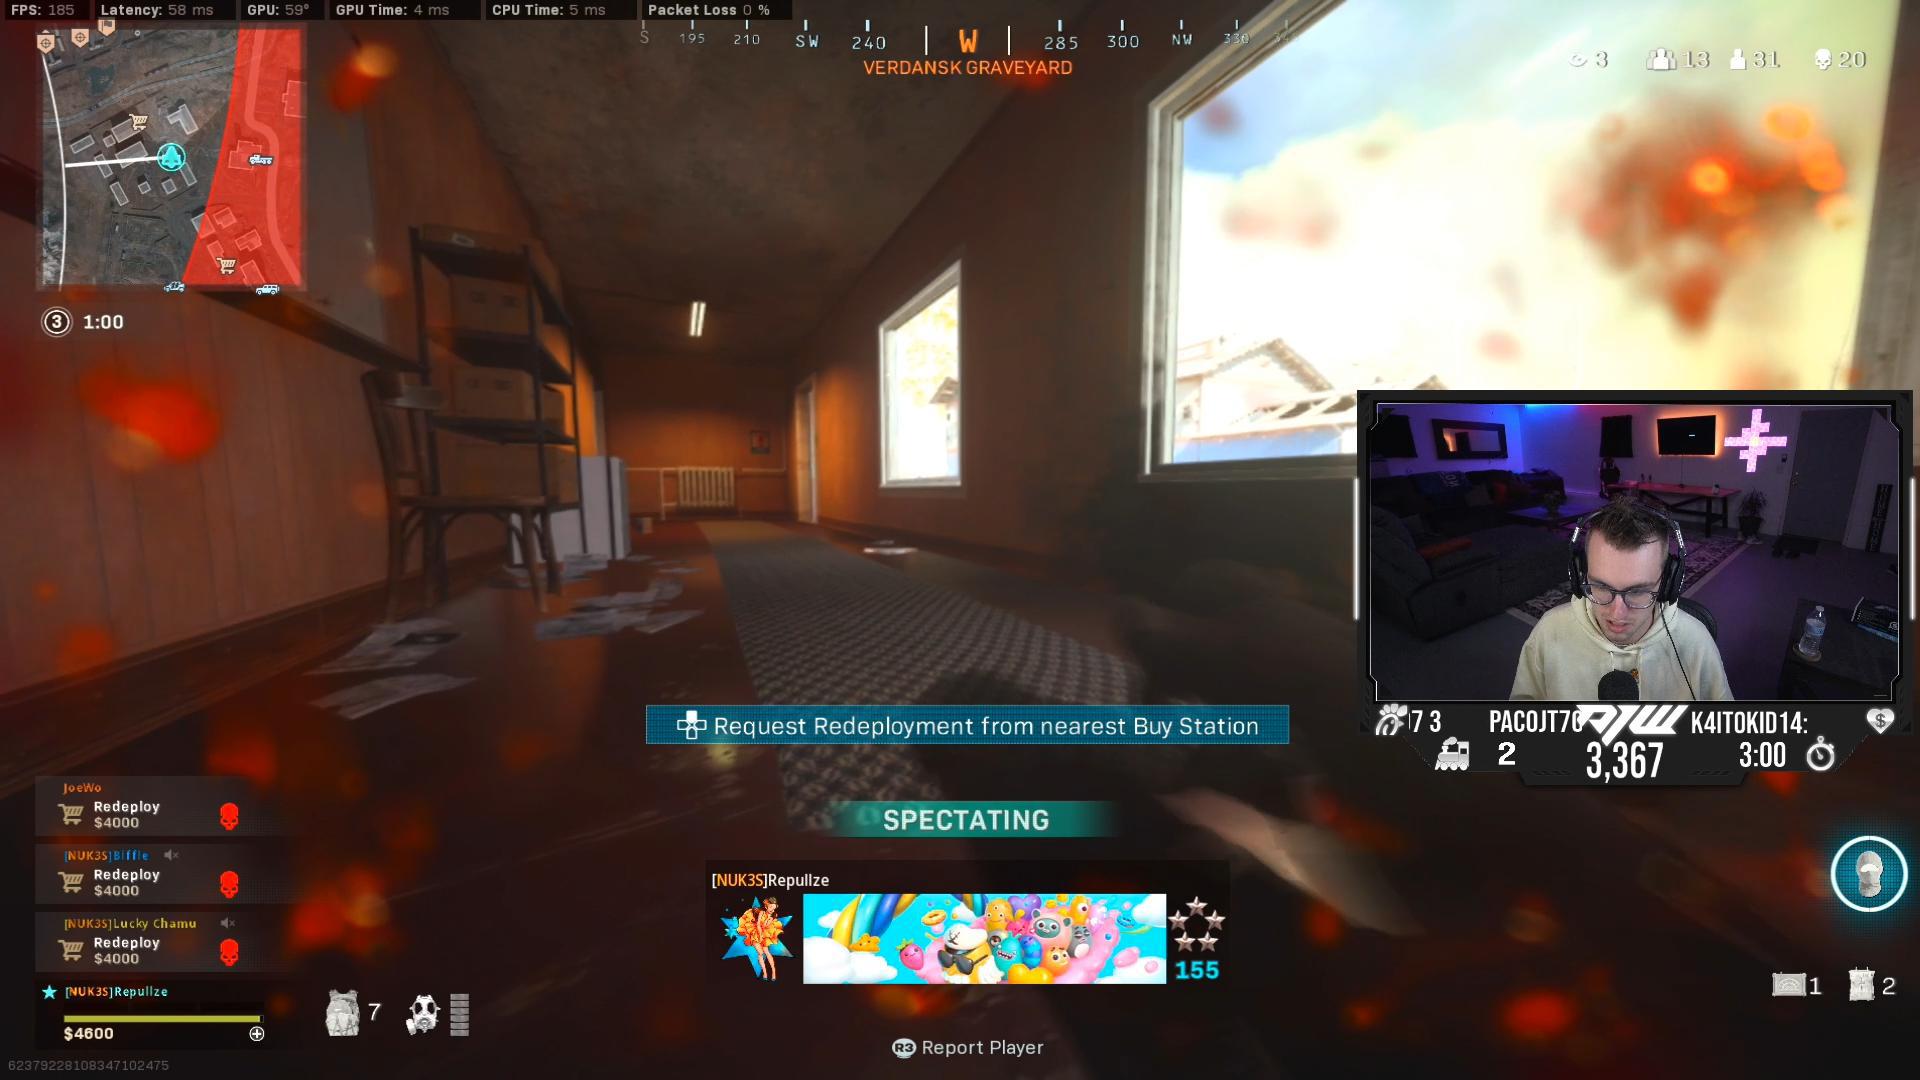 FPS: 185
Latency: 58 ms
GPU: 59°
GPU Time: 4 ms
CPU Time: 5 ms
Packet Loss 0 %
S 195 210 SW 240 W 285 300 NW 330
VERDANSK GRAVEYARD
3 13 31 20
3 1:00
Request Redeployment from nearest Buy Station
SPECTATING
[NUK3S]Repullze
155
R3 Report Player
JoeWo
Redeploy
$4000
[NUK3S]Biffle
Redeploy
$4000
[NUK3S]Lucky Chamu
Redeploy
$4000
[NUK3S]Repullze
$4600
7
PACOJT70
K4ITOKID14:
2
3,367
3:00
1 2
62379228108347102475